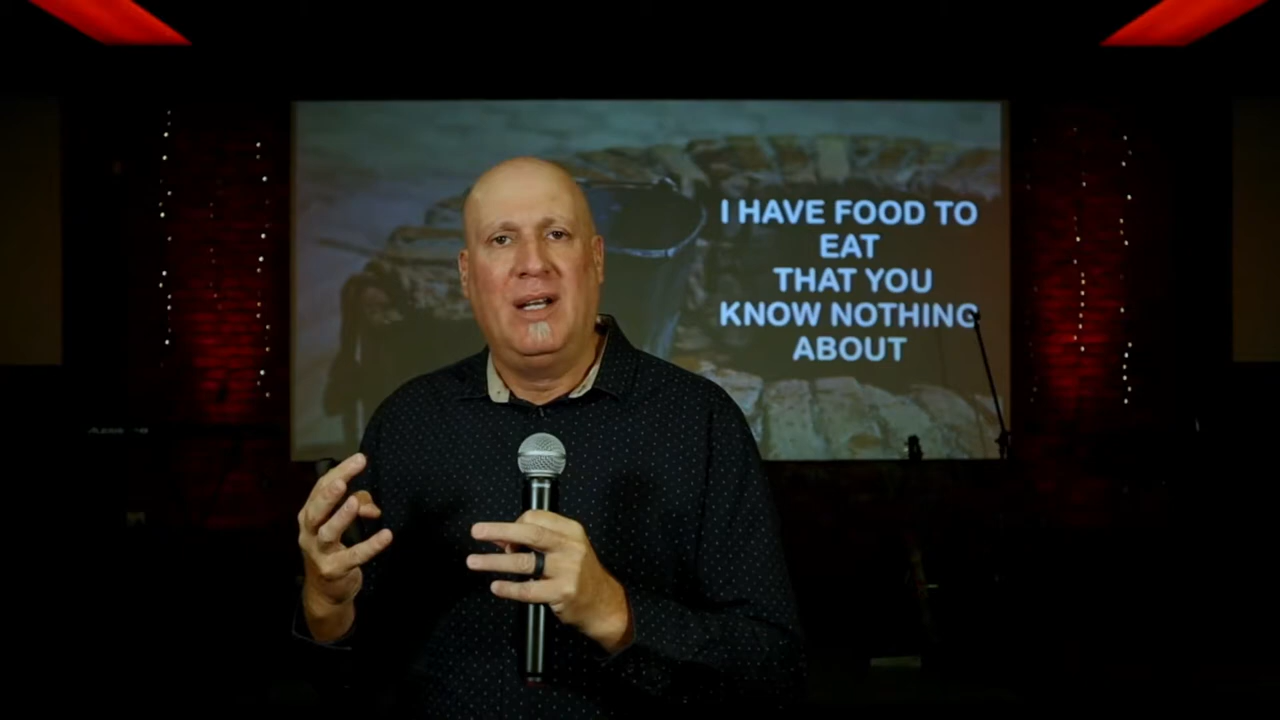 I HAVE FOOD TO
EAT
THAT YOU
KNOW NOTHING
ABOUT